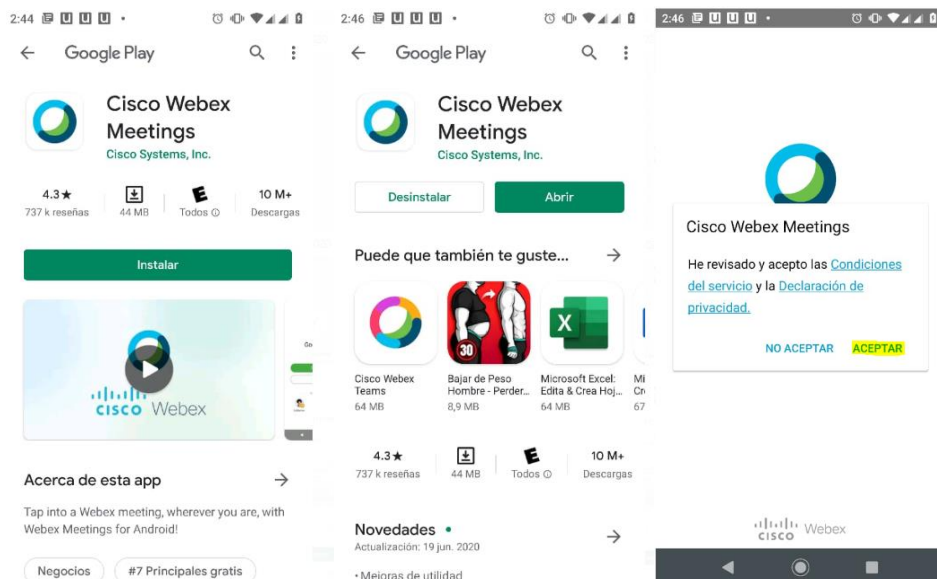 2:44
Google Play
Cisco Webex
Meetings
Cisco Systems, Inc.
4.3★
737 k reseñas
44 MB
E
Todos
10 M+
Descargas
Instalar
CISCO Webex
Acerca de esta app
Tap into a Webex meeting, wherever you are, with
Webex Meetings for Android!
Negocios
#7 Principales gratis
2:46
Google Play
Cisco Webex
Meetings
Cisco Systems, Inc.
Desinstalar
Abrir
Puede que también te guste...
30
X
Cisco Webex
Teams
64 MB
Bajar de Peso
Hombre - Perder...
8,9 MB
Microsoft Excel:
Edita & Crea Hoj...
64 MB
67
4.3★
737 k reseñas
44 MB
E
Todos
10 M+
Descargas
Novedades •
Actualización: 19 jun. 2020
• Mejoras de utilidad
2:46
Cisco Webex Meetings
He revisado y acepto las Condiciones
del servicio y la Declaración de
privacidad.
NO ACEPTAR
ACEPTAR
CISCO Webex